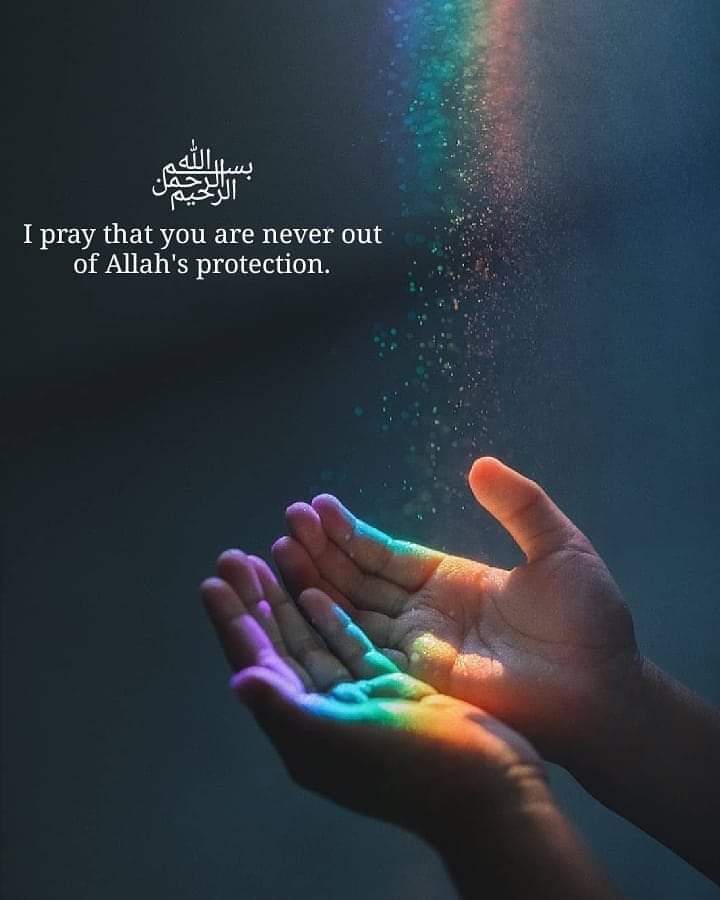 بسم الله الرحمن الرحيم
I pray that you are never out
of Allah's protection.